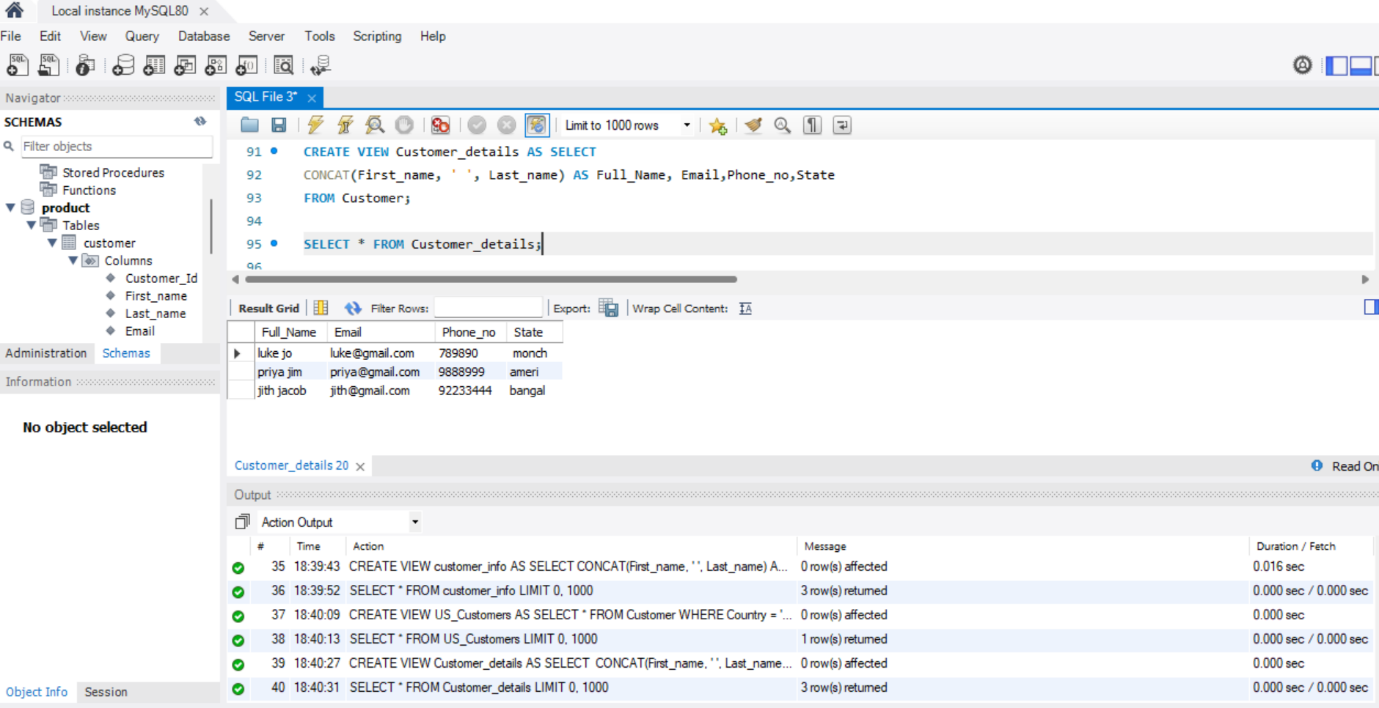 Local instance MySQL80 ×
File Edit View Query Database Server Tools Scripting Help
Navigator
SCHEMAS
Filter objects
Stored Procedures
Functions
product
Tables
customer
Columns
Customer_Id
First_name
Last_name
Email
Administration Schemas
Information
No object selected
Object Info Session
SQL File 3* ×
Limit to 1000 rows
91 CREATE VIEW Customer_details AS SELECT
92 CONCAT(First_name, ' ', Last_name) AS Full_Name, Email,Phone_no,State
93 FROM Customer;
94
95 SELECT * FROM Customer_details;
96
Result Grid Filter Rows: Export: Wrap Cell Content:
Full_Name Email Phone_no State
luke jo luke@gmail.com 789890 monch
priya jim priya@gmail.com 9888999 ameri
jith jacob jith@gmail.com 92233444 bangal
Customer_details 20 × Read On
Output
Action Output
# Time Action Message Duration / Fetch
35 18:39:43 CREATE VIEW customer_info AS SELECT CONCAT(First_name, ' ', Last_name) A... 0 row(s) affected 0.016 sec
36 18:39:52 SELECT * FROM customer_info LIMIT 0, 1000 3 row(s) returned 0.000 sec / 0.000 sec
37 18:40:09 CREATE VIEW US_Customers AS SELECT * FROM Customer WHERE Country = '... 0 row(s) affected 0.000 sec
38 18:40:13 SELECT * FROM US_Customers LIMIT 0, 1000 1 row(s) returned 0.000 sec / 0.000 sec
39 18:40:27 CREATE VIEW Customer_details AS SELECT CONCAT(First_name, ' ', Last_name... 0 row(s) affected 0.000 sec
40 18:40:31 SELECT * FROM Customer_details LIMIT 0, 1000 3 row(s) returned 0.000 sec / 0.000 sec